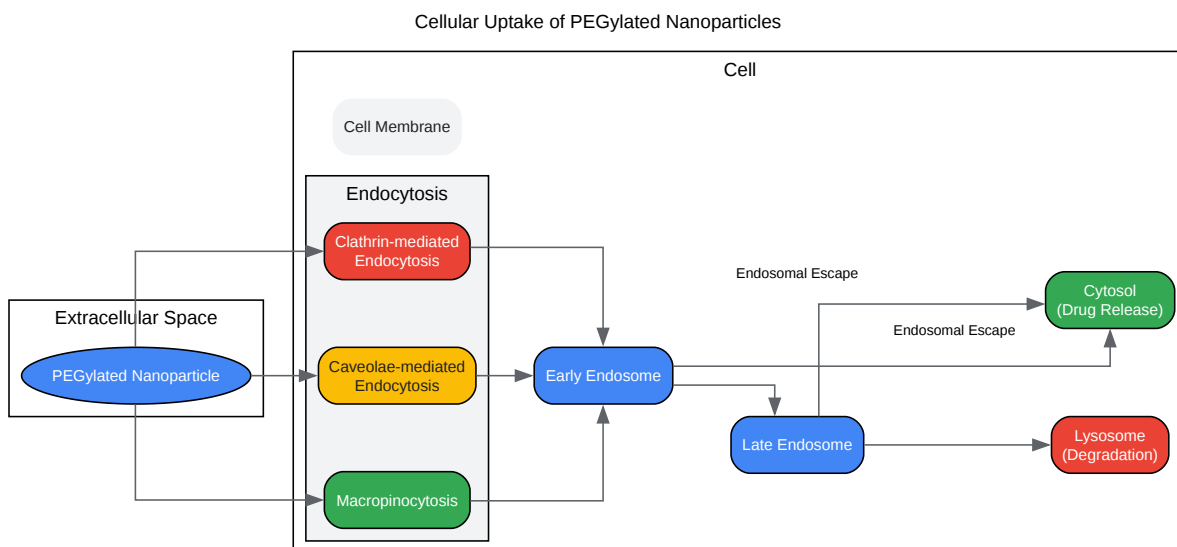 Cellular Uptake of PEGylated Nanoparticles
Cell
Cell Membrane
Endocytosis
Clathrin-mediated
Endocytosis
Extracellular Space
PEGylated Nanoparticle
Caveolae-mediated
Endocytosis
Macropinocytosis
Early Endosome
Endosomal Escape
Endosomal Escape
Late Endosome
Cytosol
(Drug Release)
Lysosome
(Degradation)